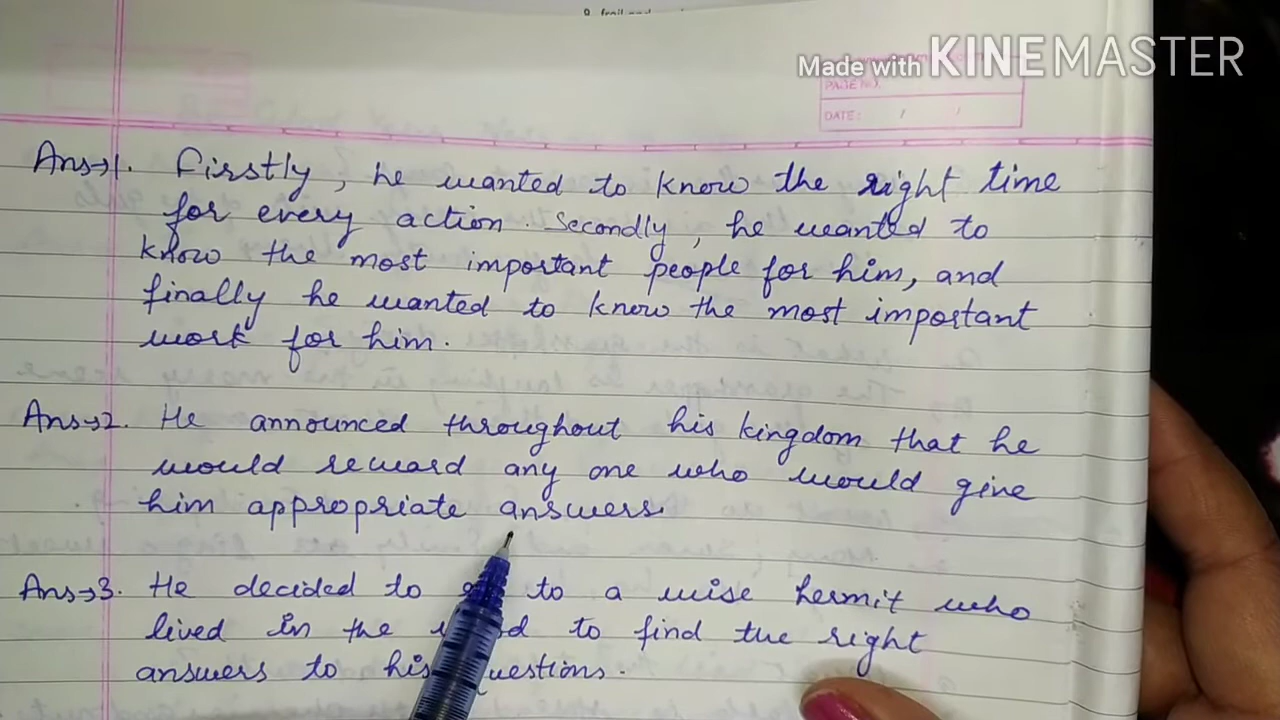 Made with KINEMASTER
PAGE NO.
DATE: / /
Ans→1. Firstly, he wanted to know the right time
for every action. Secondly, he wanted to
know the most important people for him, and
finally he wanted to know the most important
work for him.
Ans→2. He announced throughout his kingdom that he
would reward any one who would give
him appropriate answers.
Ans→3. He decided to to a wise hermit who
lived in the to find the right
answers to his questions.